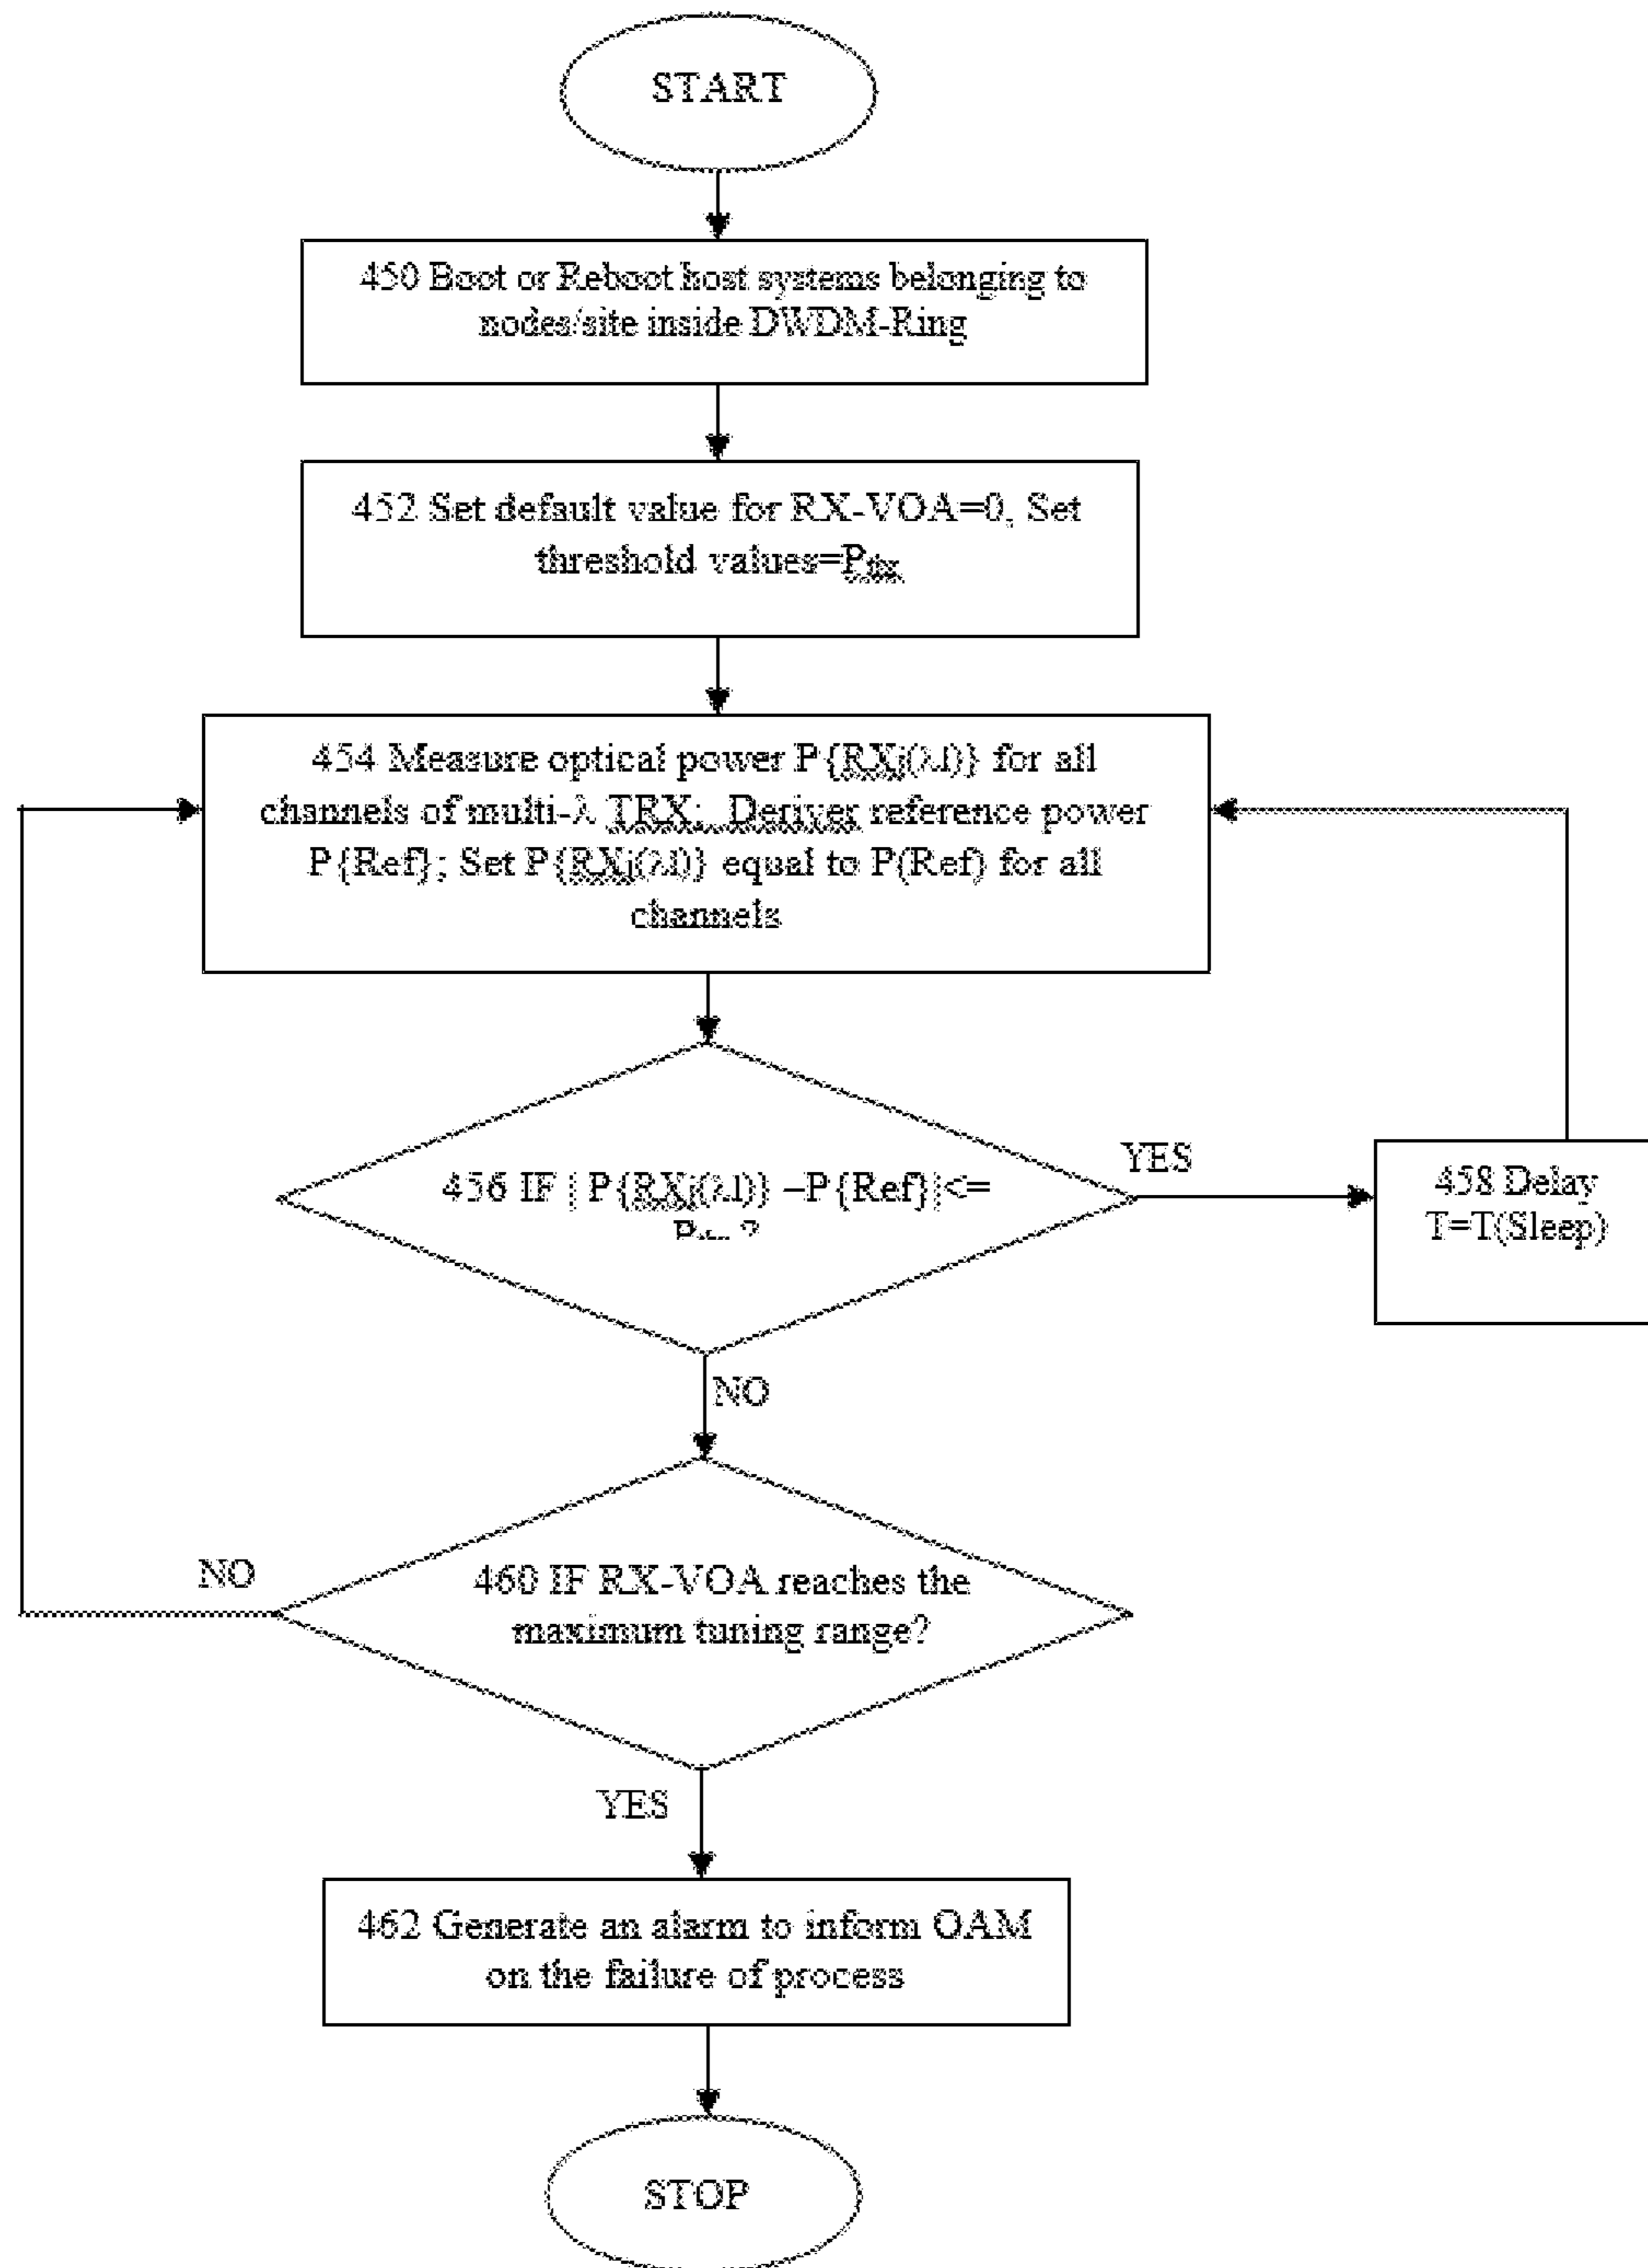 START
450 Boot or Reboot host systems belonging to
nodes/site inside DWDM-Ring
452 Set default value for RX-VOA=0, Set
threshold values=
454 Measure optical power P{RXj(λl)} for all
channels of multi-λ TRX; Deriver reference power
P{Ref}; Set P{RXj(λl)} equal to P(Ref) for all
channels
456 IF | P{RXj(λl)} –P{Ref}|<=
YES
458 Delay
T=T(Sleep)
NO
NO
460 IF RX-VOA reaches the
maximum tuning range?
YES
462 Generate an alarm to inform OAM
on the failure of process
STOP